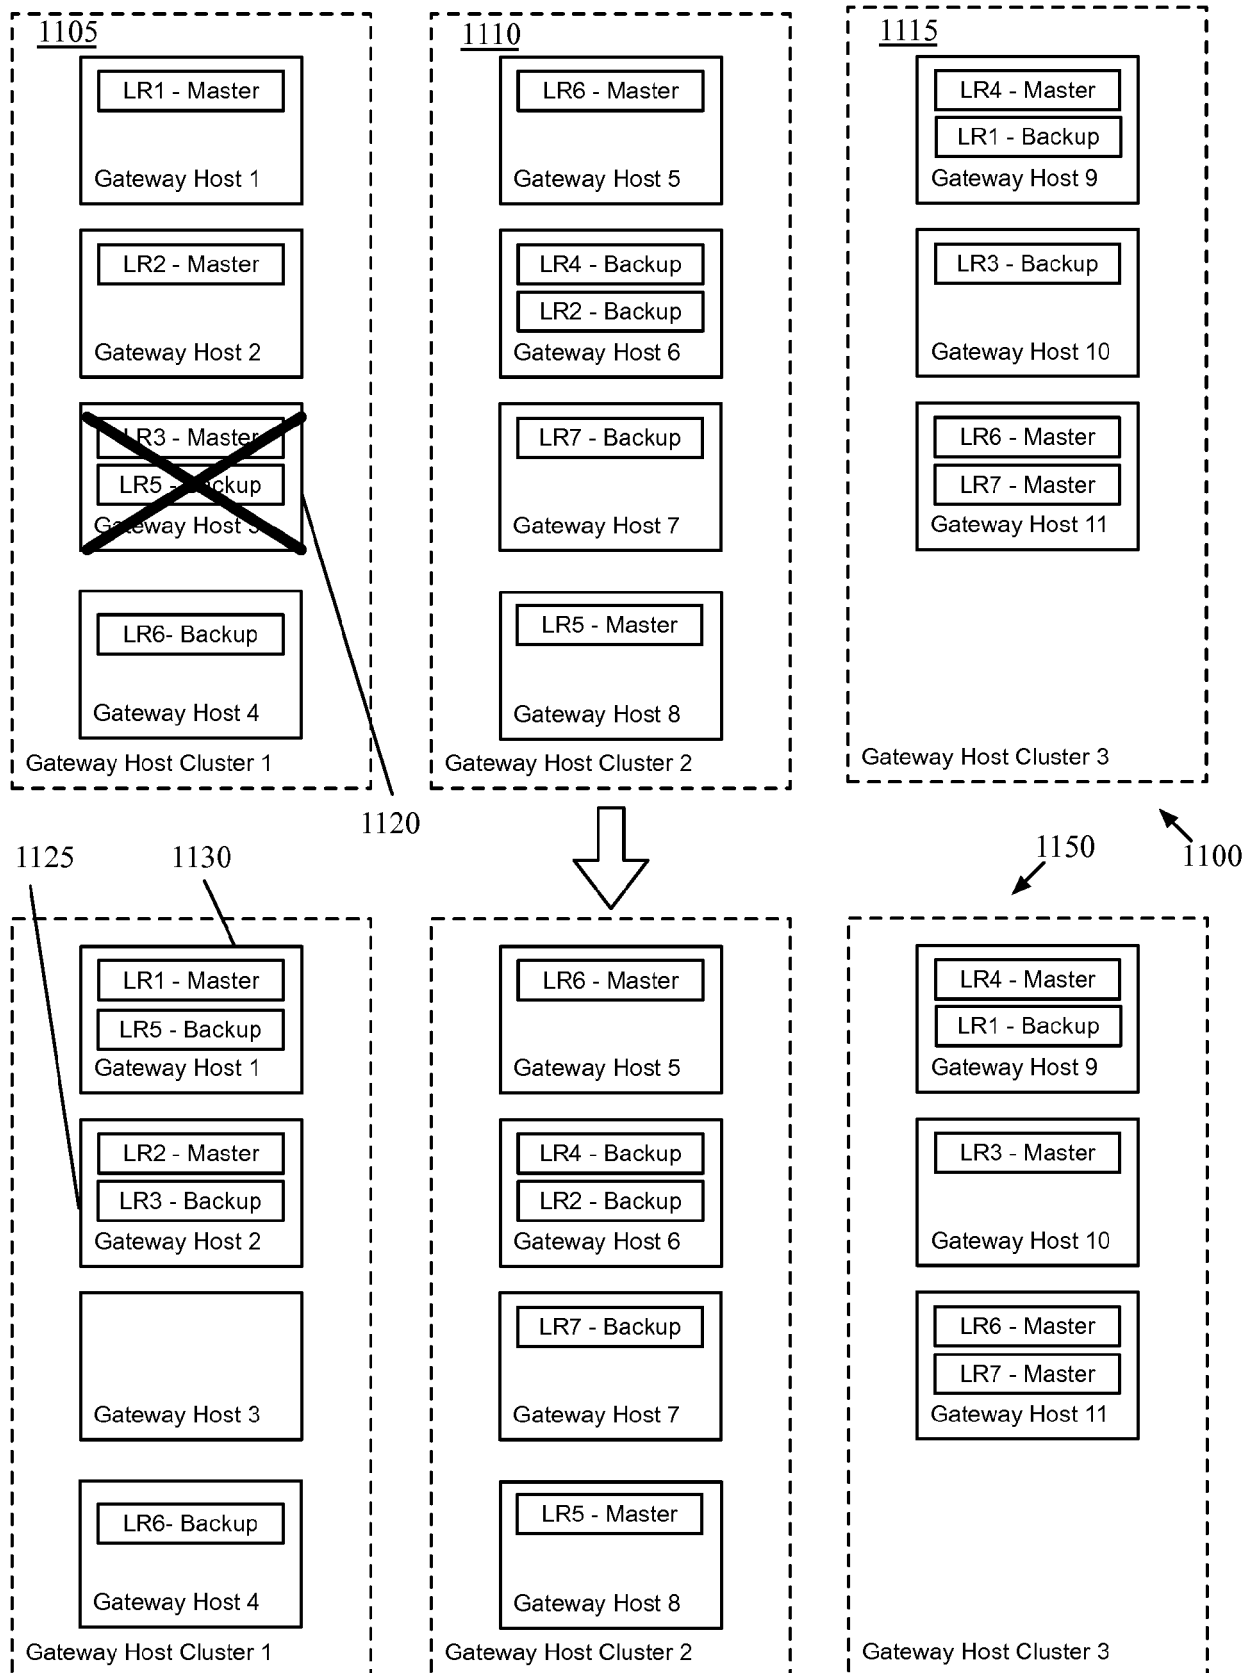 1105
LR1 - Master
Gateway Host 1
LR2 - Master
Gateway Host 2
LR3 - Master
LR5 - Backup
Gateway Host 3
LR6- Backup
Gateway Host 4
Gateway Host Cluster 1
1110
LR6 - Master
Gateway Host 5
LR4 - Backup
LR2 - Backup
Gateway Host 6
LR7 - Backup
Gateway Host 7
LR5 - Master
Gateway Host 8
Gateway Host Cluster 2
1115
LR4 - Master
LR1 - Backup
Gateway Host 9
LR3 - Backup
Gateway Host 10
LR6 - Master
LR7 - Master
Gateway Host 11
Gateway Host Cluster 3
1120
1100
1125
1130
1150
LR1 - Master
LR5 - Backup
Gateway Host 1
LR2 - Master
LR3 - Backup
Gateway Host 2
Gateway Host 3
LR6- Backup
Gateway Host 4
Gateway Host Cluster 1
LR6 - Master
Gateway Host 5
LR4 - Backup
LR2 - Backup
Gateway Host 6
LR7 - Backup
Gateway Host 7
LR5 - Master
Gateway Host 8
Gateway Host Cluster 2
LR4 - Master
LR1 - Backup
Gateway Host 9
LR3 - Master
Gateway Host 10
LR6 - Master
LR7 - Master
Gateway Host 11
Gateway Host Cluster 3